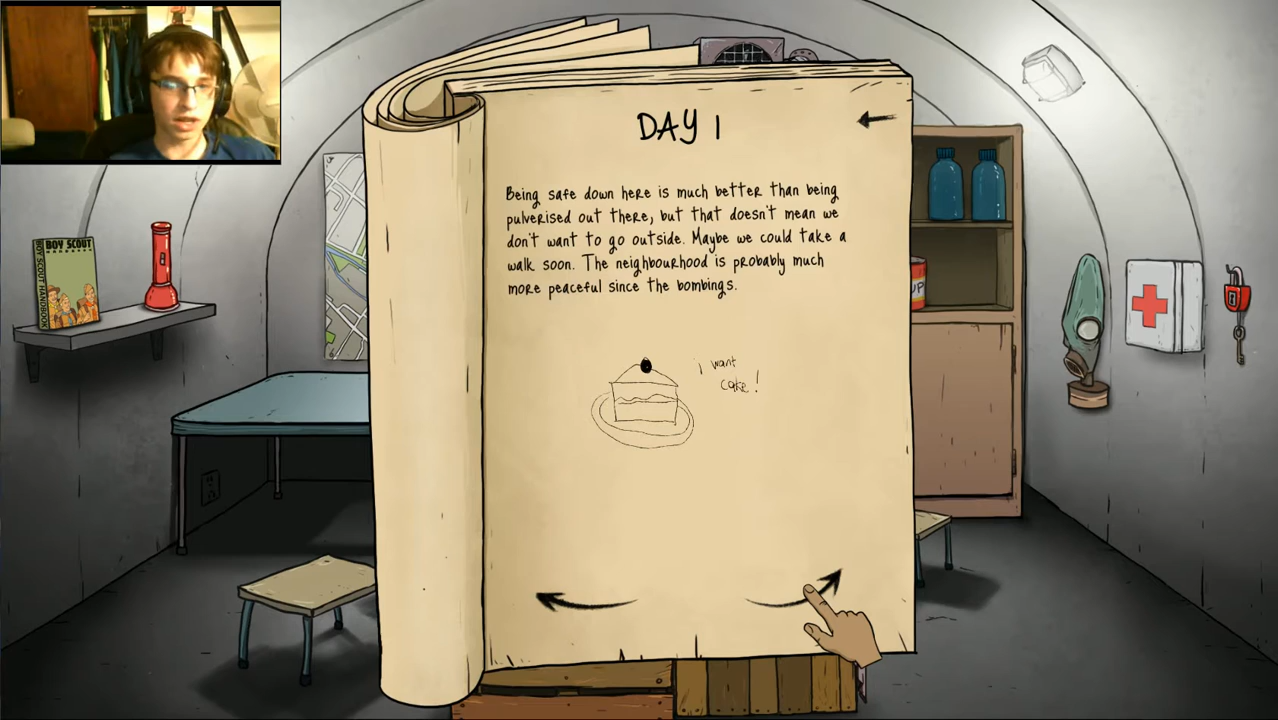 DAY 1
Being safe down here is much better than being
pulverised out there, but that doesn't mean we
don't want to go outside. Maybe we could take a
walk soon. The neighbourhood is probably much
more peaceful since the bombings.
i want
cake!
BOY SCOUT
BOY SCOUT HANDBOOK